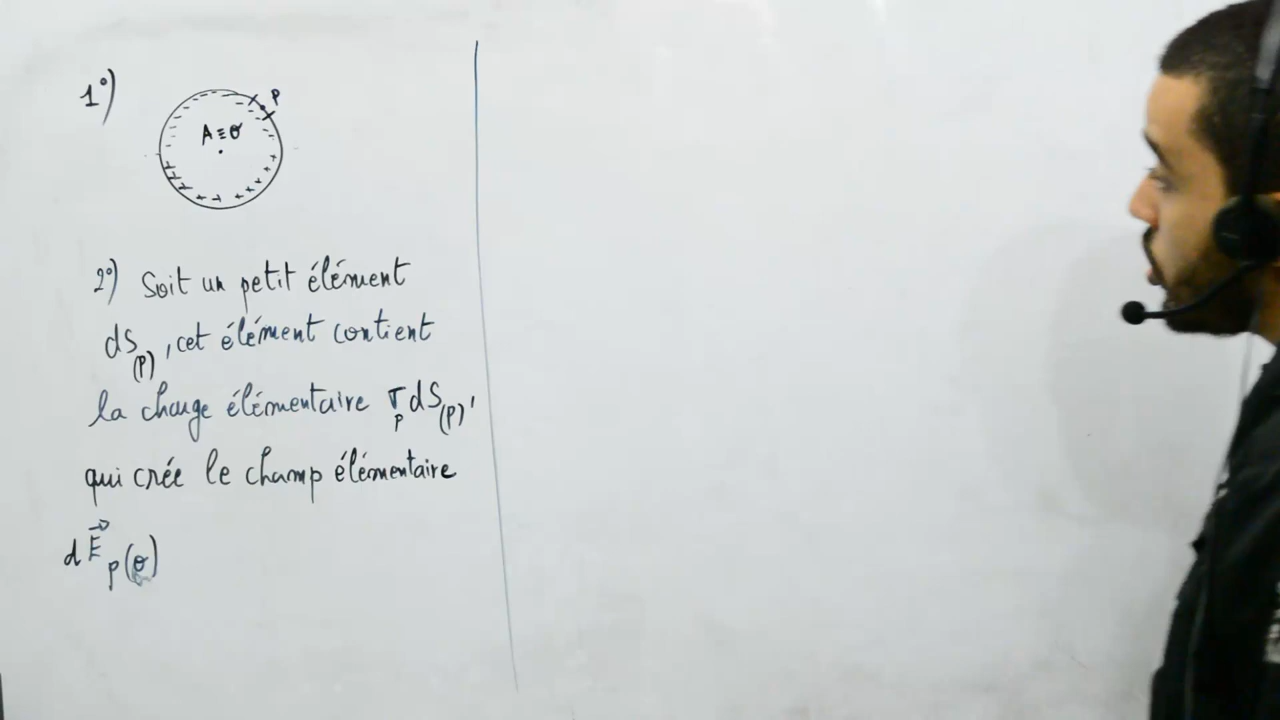 1°)
P
A ≡ O
- - - - - - - - - -
+ + + + + + + + + + +
2°) Soit un petit élément
dS(P), cet élément contient
la charge élémentaire σP dS(P),
qui crée le champ élémentaire
dE⃗ P(O)